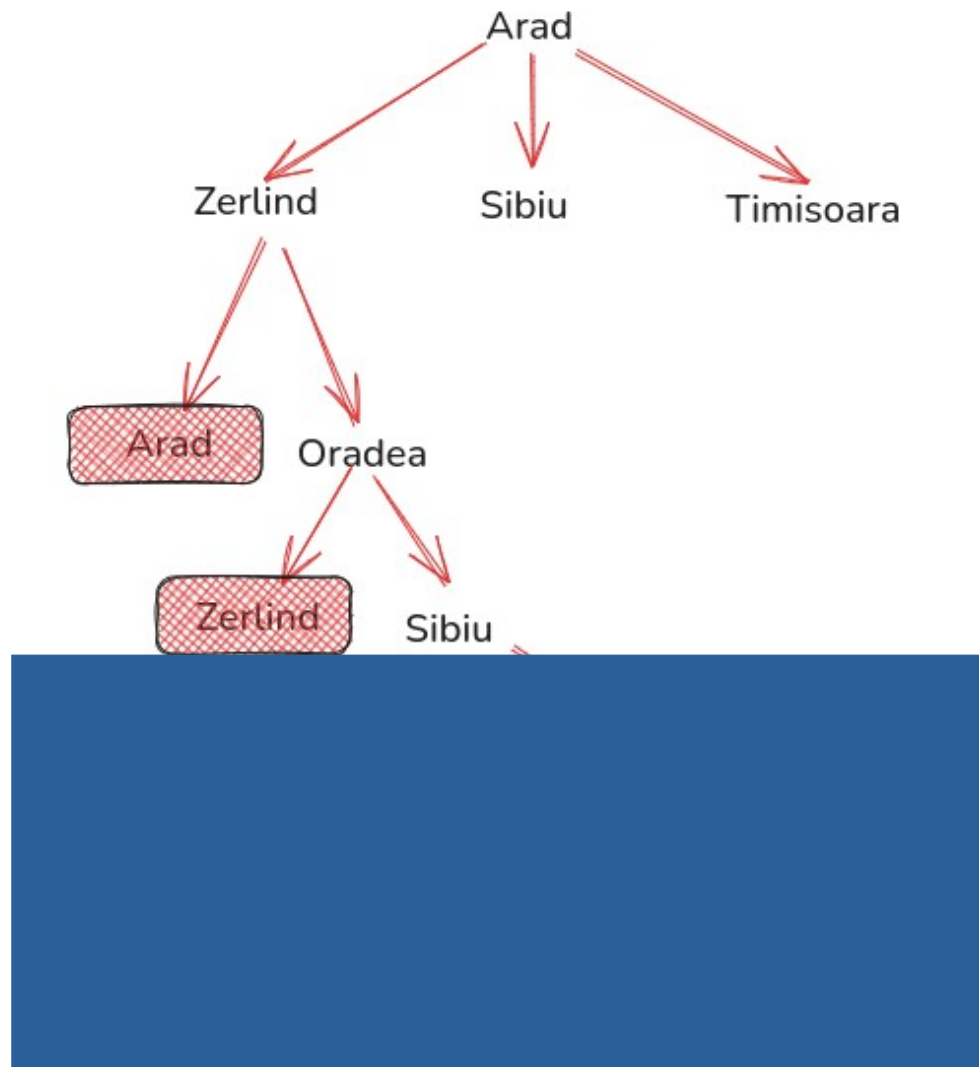 Arad
Zerlind
Sibiu
Timisoara
Arad
Oradea
Zerlind
Sibiu